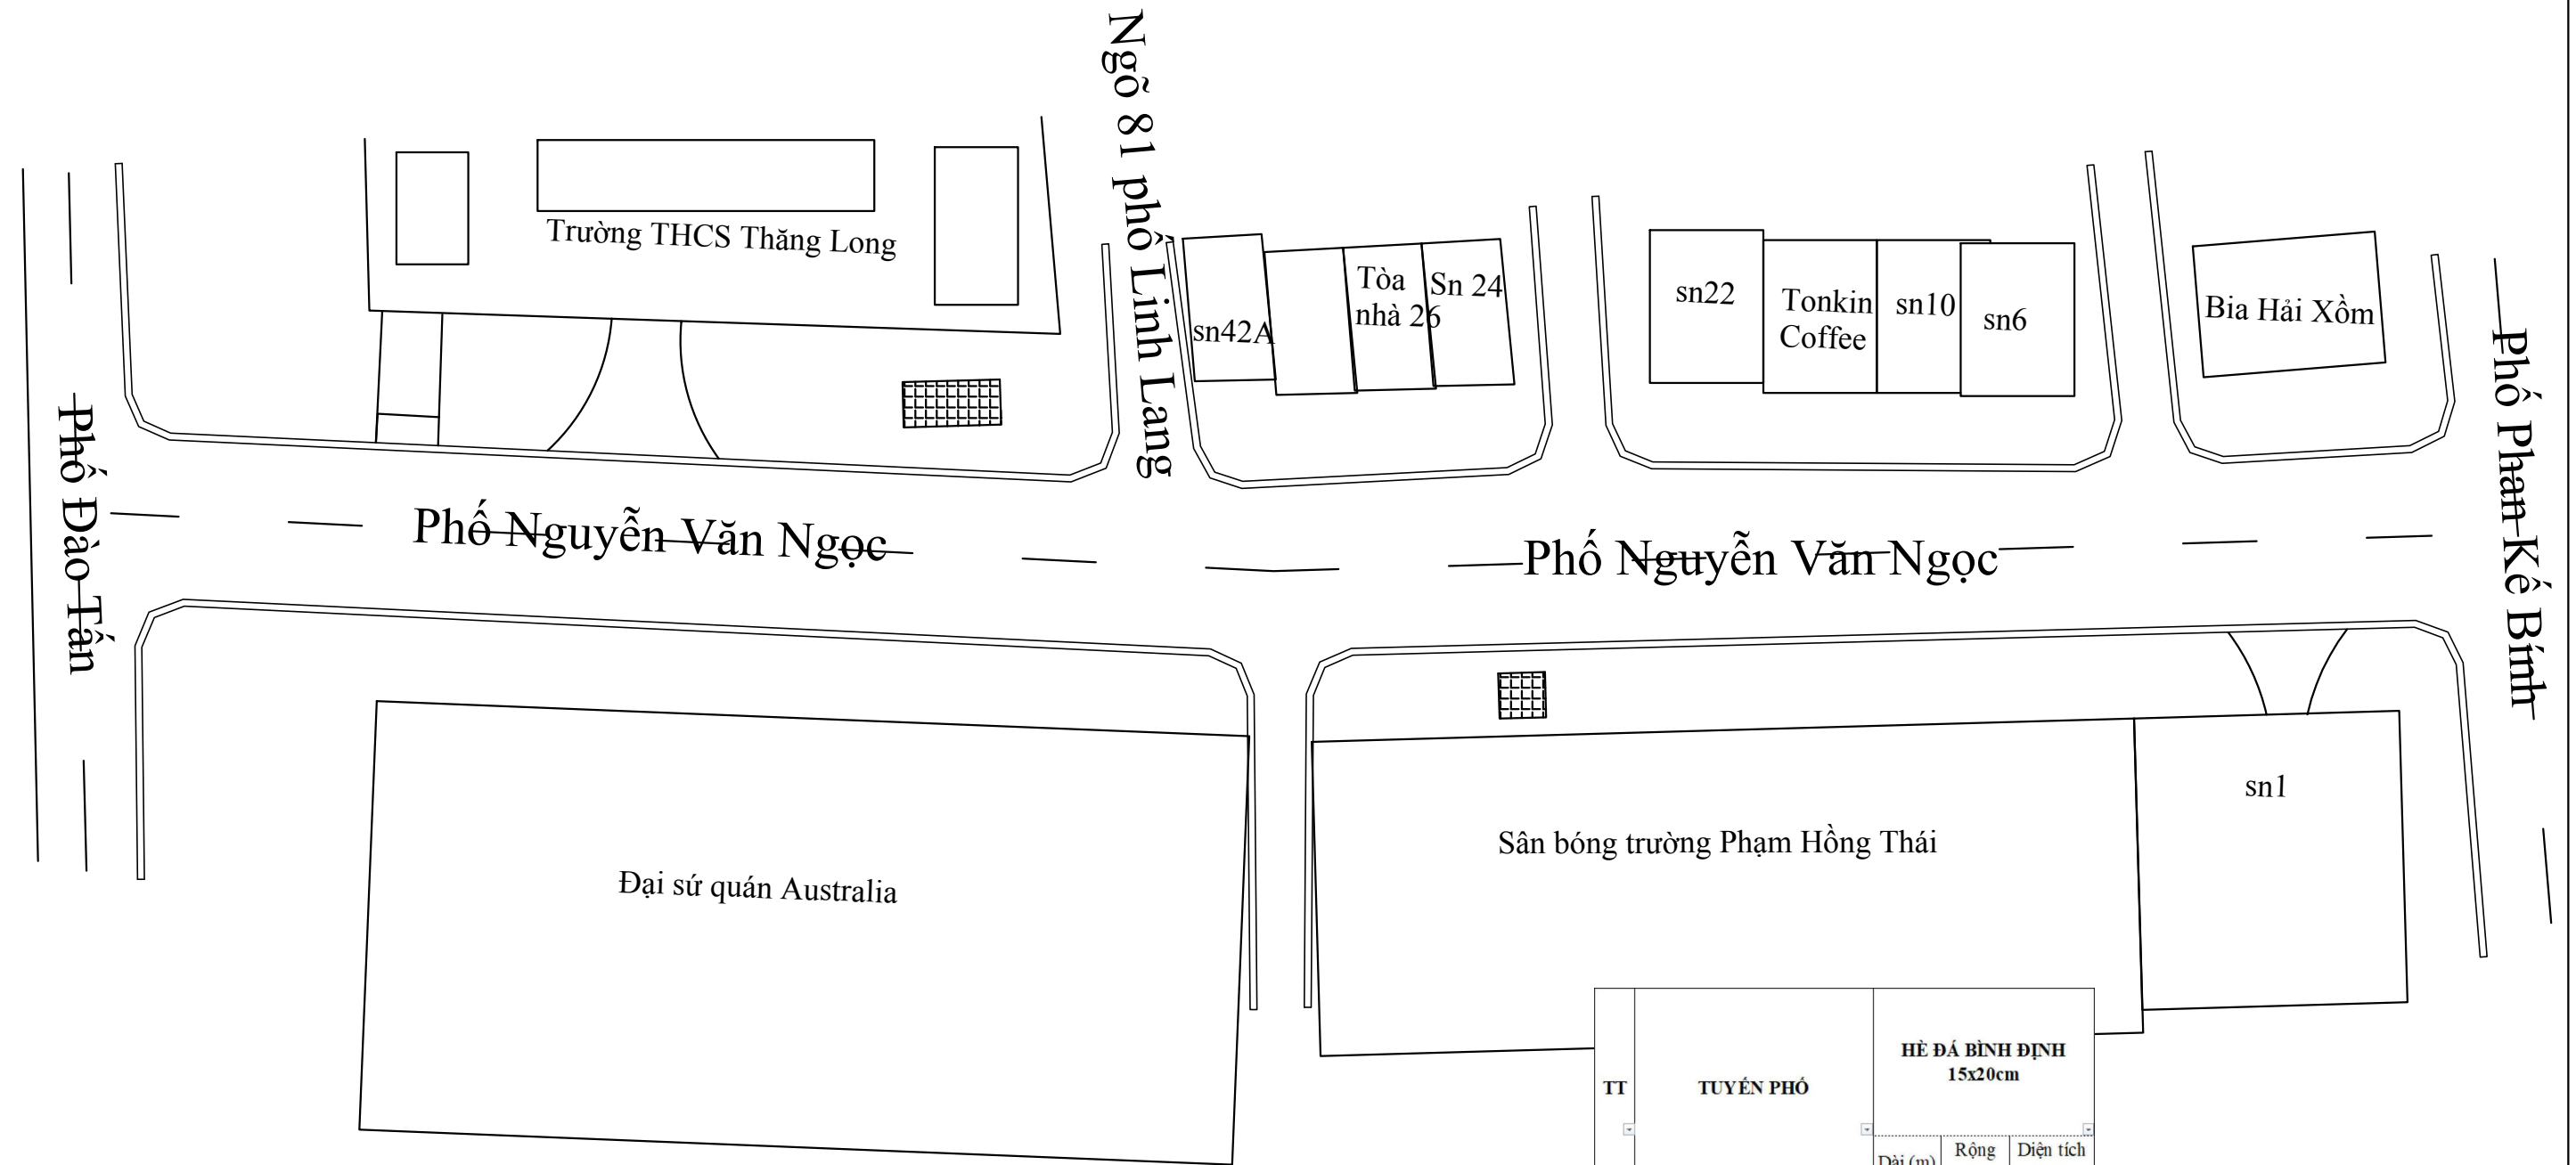 Ngõ 81 phố Linh Lang
Trường THCS Thăng Long
sn42A
Tòa
nhà 26
Sn 24
sn22
Tonkin
Coffee
sn10
sn6
Bia Hải Xồm
Phố Đào Tấn
Phố Nguyễn Văn Ngọc
Phố Nguyễn Văn Ngọc
Phố Phan Kế Bính
sn1
Sân bóng trường Phạm Hồng Thái
Đại sứ quán Australia
TT
TUYẾN PHỐ
HÈ ĐÁ BÌNH ĐỊNH
15x20cm
Dài (m)
Rộng
Diện tích